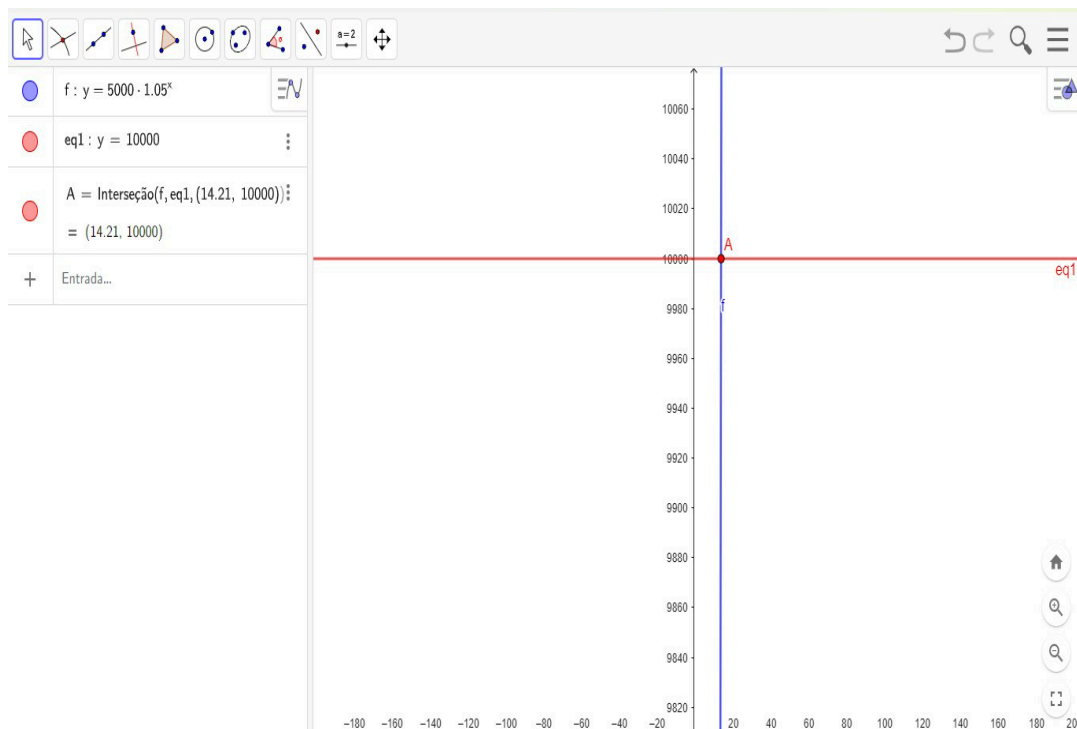 a=2
f : y = 5000 · 1.05ˣ
eq1 : y = 10000
A = Interseção(f, eq1, (14.21, 10000))
= (14.21, 10000)
+ Entrada...
10060
10040
10020
A
10000
eq1
9980
f
9960
9940
9920
9900
9880
9860
9840
9820
−180 −160 −140 −120 −100 −80 −60 −40 −20 20 40 60 80 100 120 140 160 180 20